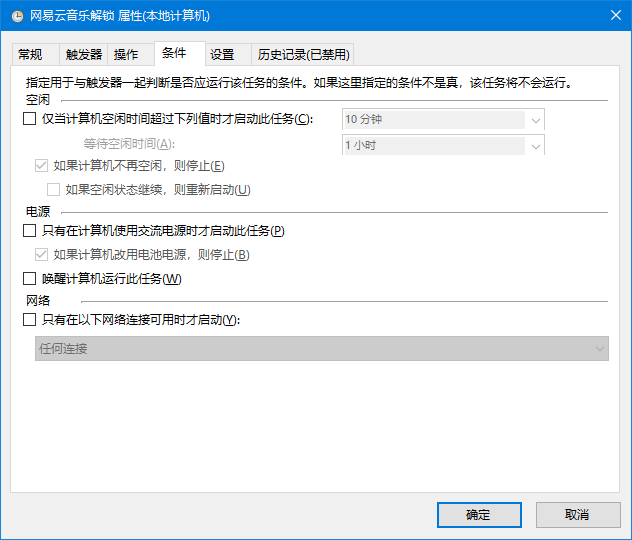 网易云音乐解锁 属性(本地计算机)
常规 触发器 操作 条件 设置 历史记录(已禁用)
指定用于与触发器一起判断是否应运行该任务的条件。如果这里指定的条件不是真，该任务将不会运行。
空闲
仅当计算机空闲时间超过下列值时才启动此任务(C): 10 分钟
等待空闲时间(A): 1 小时
如果计算机不再空闲，则停止(E)
如果空闲状态继续，则重新启动(U)
电源
只有在计算机使用交流电源时才启动此任务(P)
如果计算机改用电池电源，则停止(B)
唤醒计算机运行此任务(W)
网络
只有在以下网络连接可用时才启动(Y):
任何连接
确定 取消